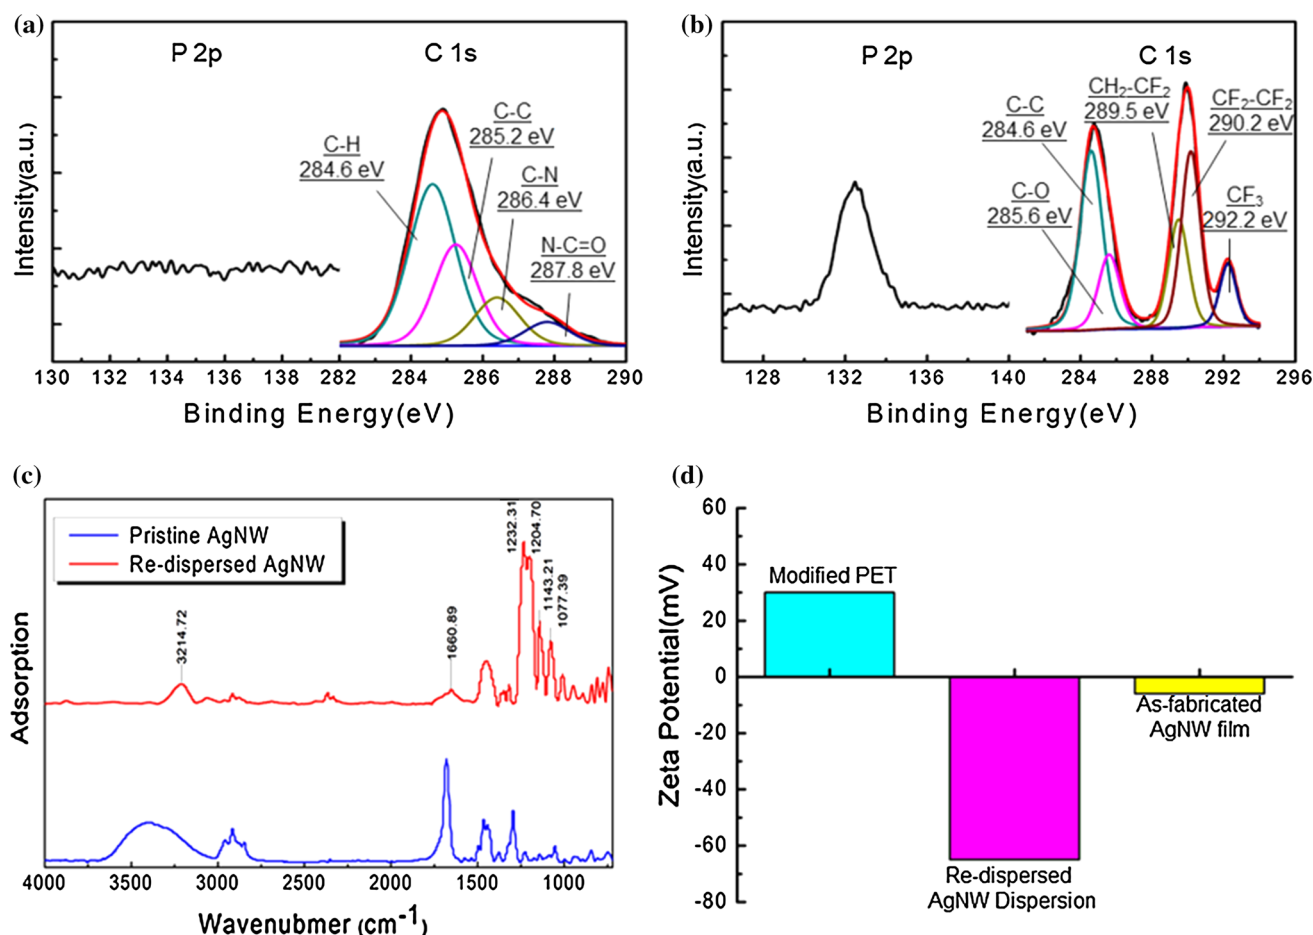 (a)
P 2p
C 1s
C-H
284.6 eV
C-C
285.2 eV
C-N
286.4 eV
N-C=O
287.8 eV
Intensity(a.u.)
130 132 134 136 138 282 284 286 288 290
Binding Energy(eV)
(b)
P 2p
C 1s
C-C
284.6 eV
C-O
285.6 eV
CH2-CF2
289.5 eV
CF2-CF2
290.2 eV
CF3
292.2 eV
Intensity(a.u.)
128 132 136 140 284 288 292 296
Binding Energy(eV)
(c)
Pristine AgNW
Re-dispersed AgNW
3214.72
1660.89
1232.31
1204.70
1143.21
1077.39
Adsorption
4000 3500 3000 2500 2000 1500 1000
Wavenubmer (cm-1)
(d)
60
40
20
0
-20
-40
-60
-80
Zeta Potential(mV)
Modified PET
Re-dispersed
AgNW Dispersion
As-fabricated
AgNW film